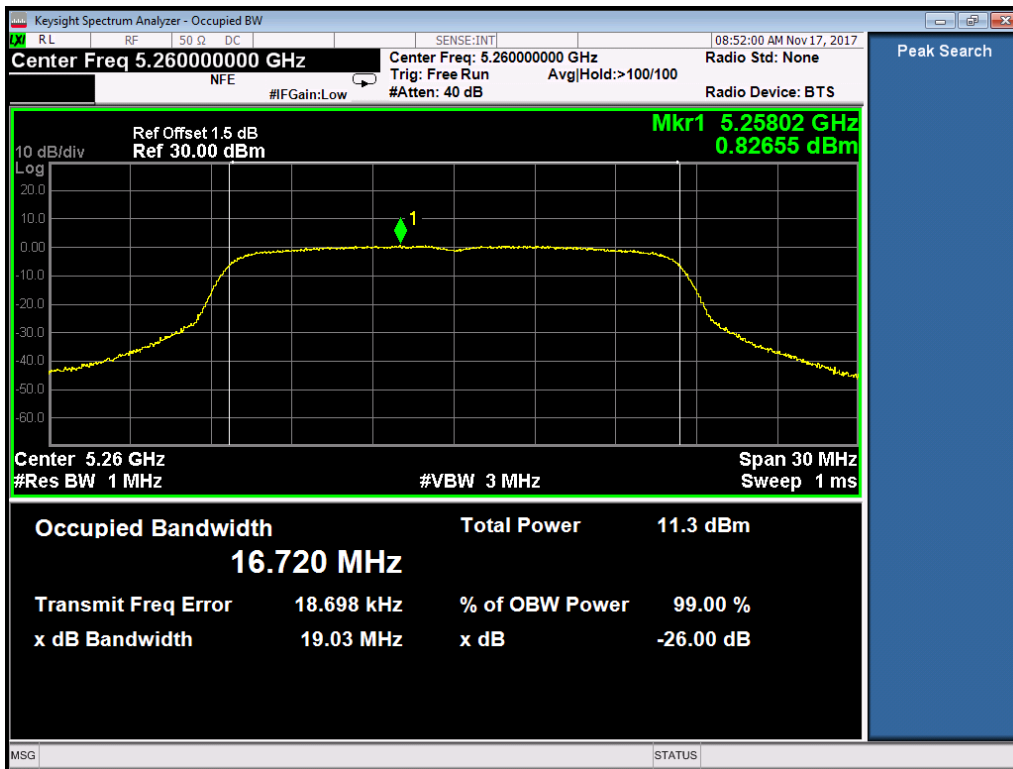 Keysight Spectrum Analyzer - Occupied BW
LXI RL RF 50 Ω DC SENSE:INT 08:52:00 AM Nov 17, 2017
Center Freq 5.260000000 GHz
NFE
#IFGain:Low
Center Freq: 5.260000000 GHz
Trig: Free Run Avg|Hold:>100/100
#Atten: 40 dB
Radio Std: None
Radio Device: BTS
Peak Search
Ref Offset 1.5 dB
10 dB/div Ref 30.00 dBm
Mkr1 5.25802 GHz
0.82655 dBm
Log
20.0
10.0
0.00
-10.0
-20.0
-30.0
-40.0
-50.0
-60.0
1
Center 5.26 GHz Span 30 MHz
#Res BW 1 MHz #VBW 3 MHz Sweep 1 ms
Occupied Bandwidth Total Power 11.3 dBm
16.720 MHz
Transmit Freq Error 18.698 kHz % of OBW Power 99.00 %
x dB Bandwidth 19.03 MHz x dB -26.00 dB
MSG STATUS